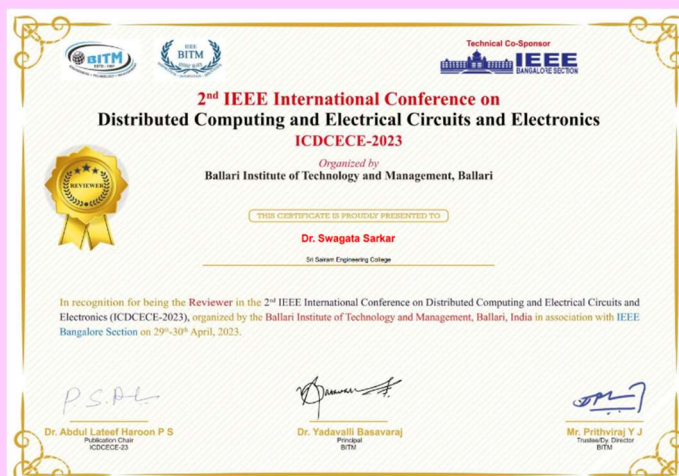 BITM
IEEE
BITM
Technical Co-Sponsor
IEEE
BANGALORE SECTION
2nd IEEE International Conference on
Distributed Computing and Electrical Circuits and Electronics
ICDCECE-2023
Organized by
Ballari Institute of Technology and Management, Ballari
REVIEWER
THIS CERTIFICATE IS PROUDLY PRESENTED TO
Dr. Swagata Sarkar
Sri Sairam Engineering College
In recognition for being the Reviewer in the 2nd IEEE International Conference on Distributed Computing and Electrical Circuits and
Electronics (ICDCECE-2023), organized by the Ballari Institute of Technology and Management, Ballari, India in association with IEEE
Bangalore Section on 29th-30th April, 2023.
Dr. Abdul Lateef Haroon P S
Publication Chair
ICDCECE-23
Dr. Yadavalli Basavaraj
Principal
BITM
Mr. Prithviraj Y J
Trustee/Dy. Director
BITM